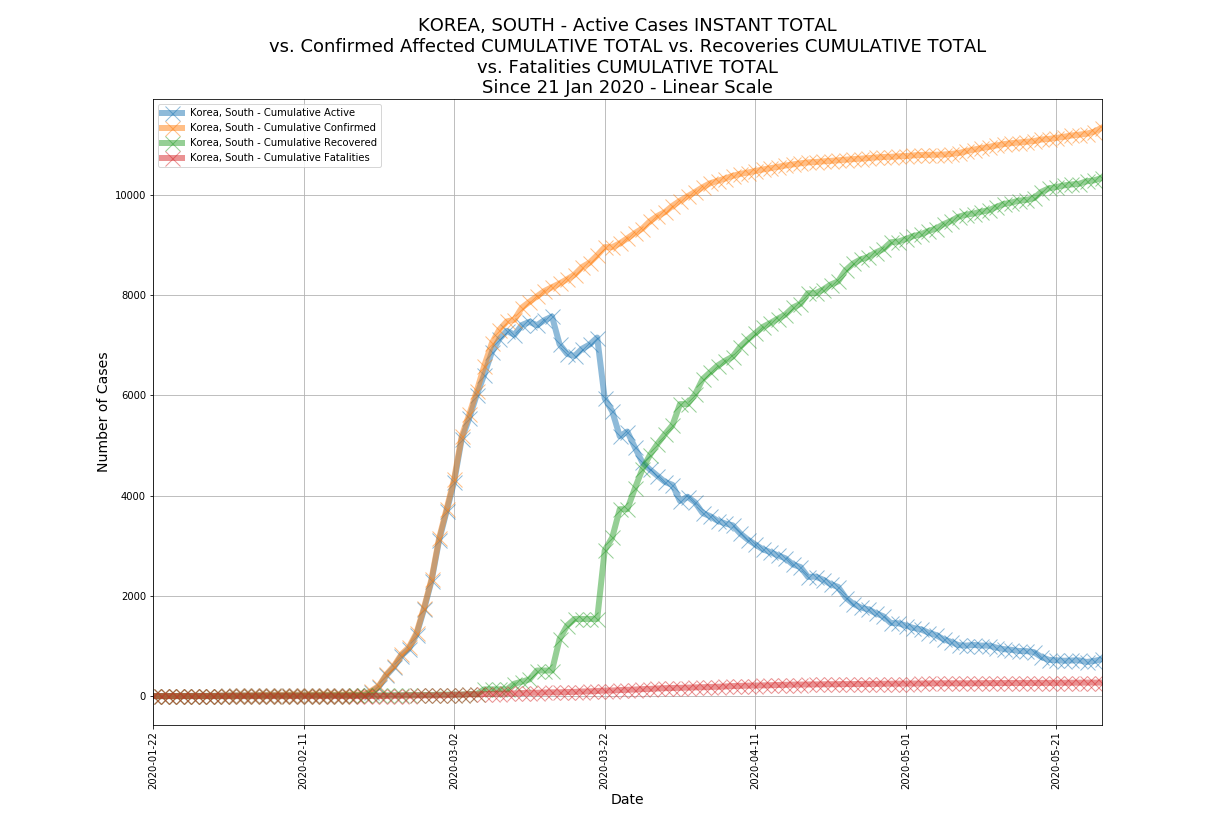 KOREA, SOUTH - Active Cases INSTANT TOTAL
vs. Confirmed Affected CUMULATIVE TOTAL vs. Recoveries CUMULATIVE TOTAL
vs. Fatalities CUMULATIVE TOTAL
Since 21 Jan 2020 - Linear Scale
Korea, South - Cumulative Active
Korea, South - Cumulative Confirmed
Korea, South - Cumulative Recovered
Korea, South - Cumulative Fatalities
Number of Cases
10000
8000
6000
4000
2000
0
2020-01-22
2020-02-11
2020-03-02
2020-03-22
2020-04-11
2020-05-01
2020-05-21
Date